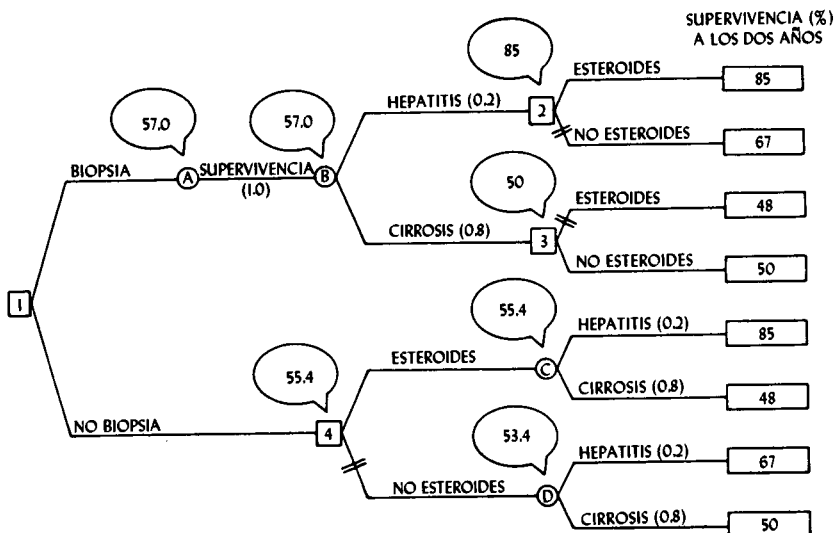 SUPERVIVENCIA (%)
A LOS DOS AÑOS
85
ESTEROIDES
85
HEPATITIS (0.2)
2
57.0
57.0
NO ESTEROIDES
67
BIOPSIA
A
SUPERVIVENCIA
(1.0)
B
50
ESTEROIDES
48
CIRROSIS (0.8)
3
NO ESTEROIDES
50
1
55.4
HEPATITIS (0.2)
85
55.4
ESTEROIDES
C
CIRROSIS (0.8)
48
NO BIOPSIA
4
53.4
HEPATITIS (0.2)
67
NO ESTEROIDES
D
CIRROSIS (0.8)
50